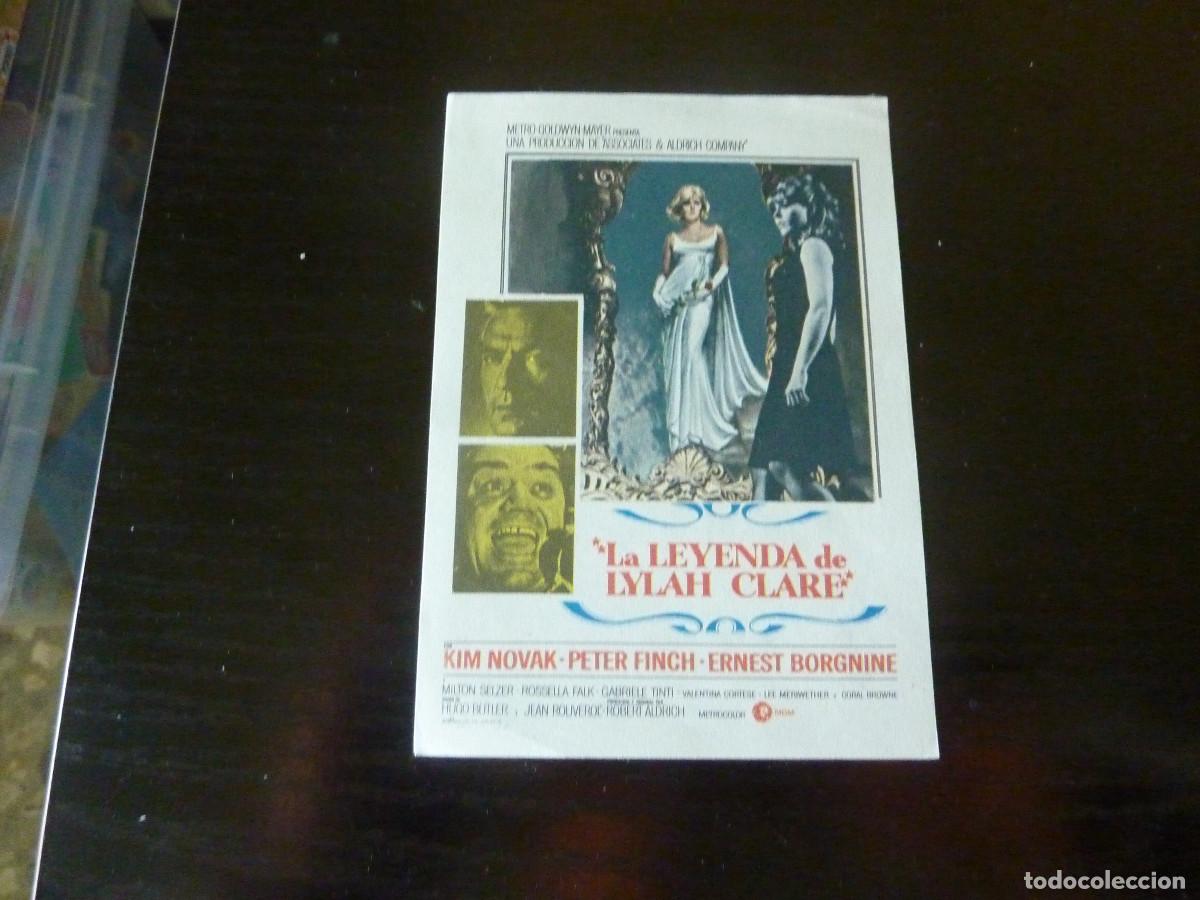 METRO-GOLDWYN-MAYER PRESENTA
UNA PRODUCCION DE "ASSOCIATES & ALDRICH COMPANY"
"La LEYENDA de
LYLAH CLARE"
KIM NOVAK · PETER FINCH · ERNEST BORGNINE
MILTON SELZER · ROSSELLA FALK · GABRIELE TINTI · VALENTINA CORTESE · LEE MERIWETHER y CORAL BROWNE
HUGO BUTLER y JEAN ROUVEROL ROBERT ALDRICH METROCOLOR MGM
todocoleccion